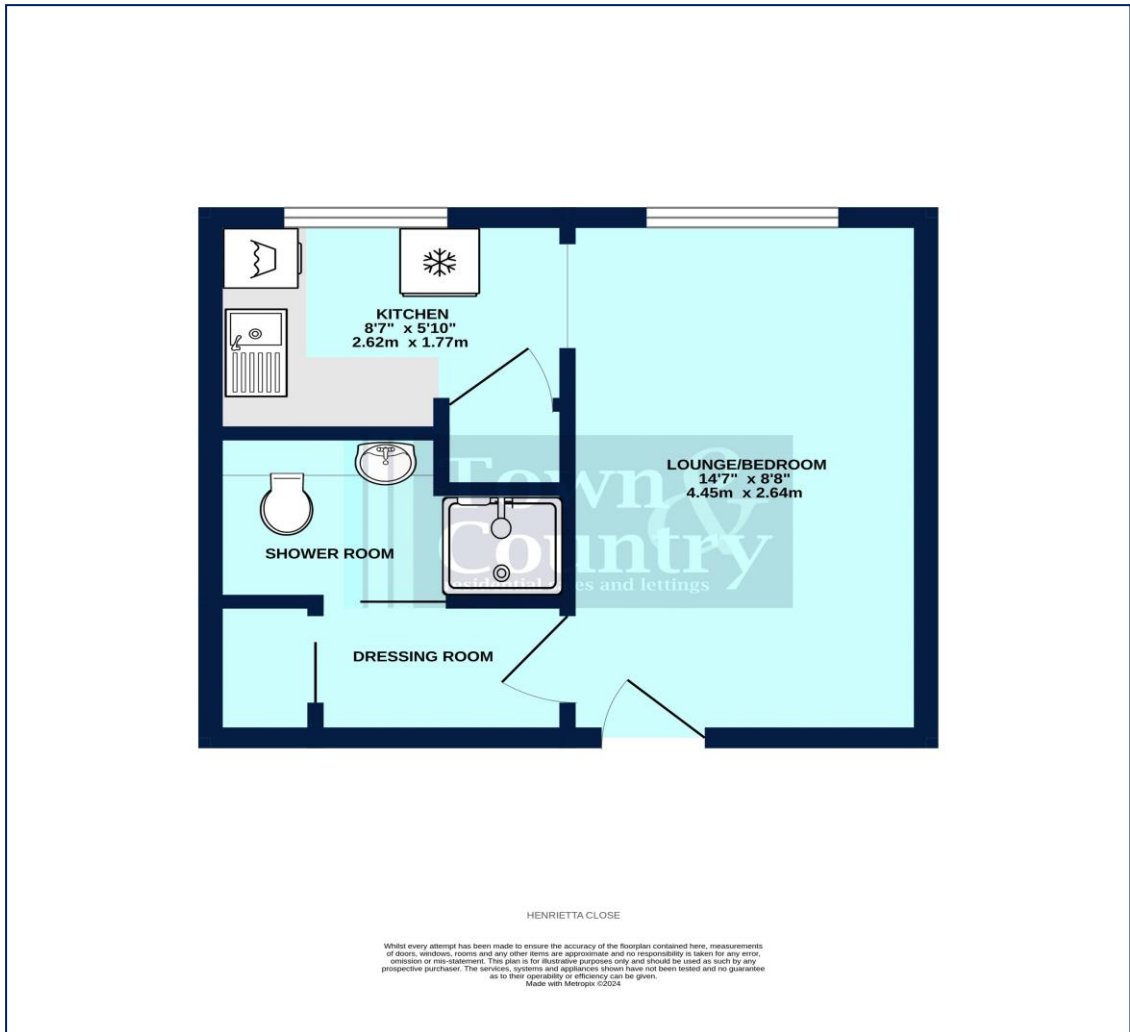 KITCHEN
8'7" x 5'10"
2.62m x 1.77m
LOUNGE/BEDROOM
14'7" x 8'8"
4.45m x 2.64m
Town &
Country
residential sales and lettings
SHOWER ROOM
DRESSING ROOM
HENRIETTA CLOSE
Whilst every attempt has been made to ensure the accuracy of the floorplan contained here, measurements
of doors, windows, rooms and any other items are approximate and no responsibility is taken for any error,
omission or mis-statement. This plan is for illustrative purposes only and should be used as such by any
prospective purchaser. The services, systems and appliances shown have not been tested and no guarantee
as to their operability or efficiency can be given.
Made with Metropix ©2024